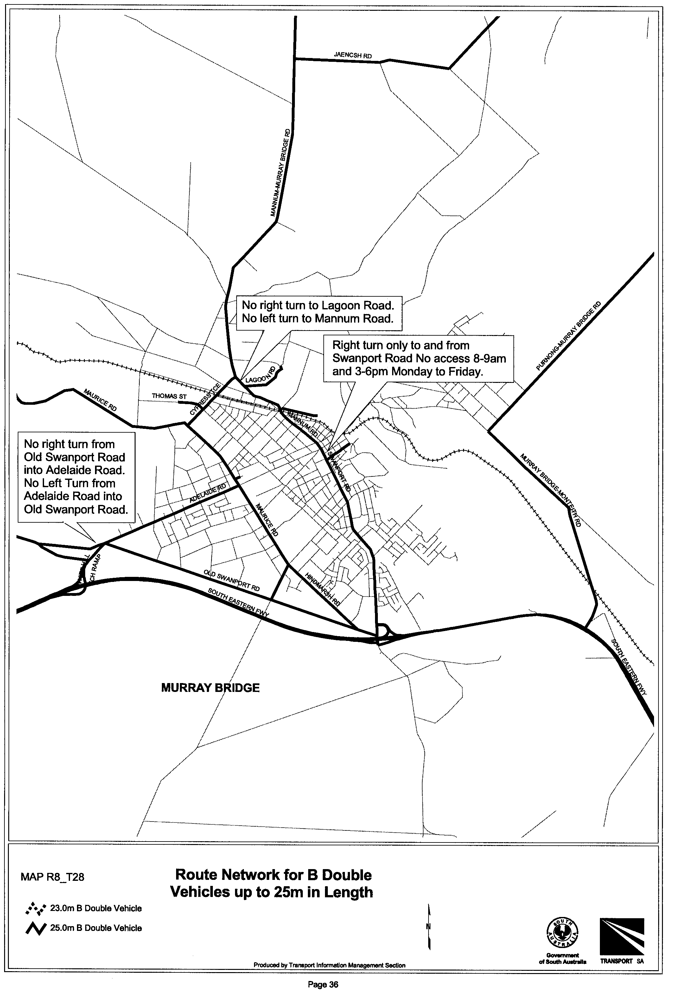 JAENCSH RD
MANNUM-MURRAY BRIDGE RD
No right turn to Lagoon Road.
No left turn to Mannum Road.
PURNONG-MURRAY BRIDGE RD
Right turn only to and from
Swanport Road No access 8-9am
and 3-6pm Monday to Friday.
LAGOON RD
CYPRESS TCE
THOMAS ST
MAURICE RD
MANNUM RD
No right turn from
Old Swanport Road
into Adelaide Road.
No Left Turn from
Adelaide Road into
Old Swanport Road.
SWANPORT RD
MURRAY BRIDGE-MONTEITH RD
ADELAIDE RD
MAURICE RD
CH RAMP
OLD SWANPORT RD
HINDMARSH RD
SOUTH EASTERN FWY
SOUTH EASTERN FWY
MURRAY BRIDGE
MAP R8_T28
Route Network for B Double
Vehicles up to 25m in Length
23.0m B Double Vehicle
25.0m B Double Vehicle
N
SOUTH AUSTRALIA
Government
of South Australia
TRANSPORT SA
Produced by Transport Information Management Section
Page 36